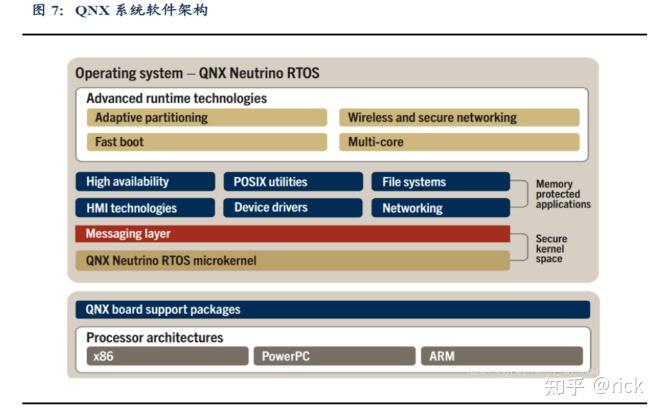 图 7：QNX 系统软件架构
Operating system – QNX Neutrino RTOS
Advanced runtime technologies
Adaptive partitioning
Wireless and secure networking
Fast boot
Multi-core
High availability
POSIX utilities
File systems
HMI technologies
Device drivers
Networking
Memory
protected
applications
Messaging layer
QNX Neutrino RTOS microkernel
Secure
kernel
space
QNX board support packages
Processor architectures
x86
PowerPC
ARM
知乎 @rick